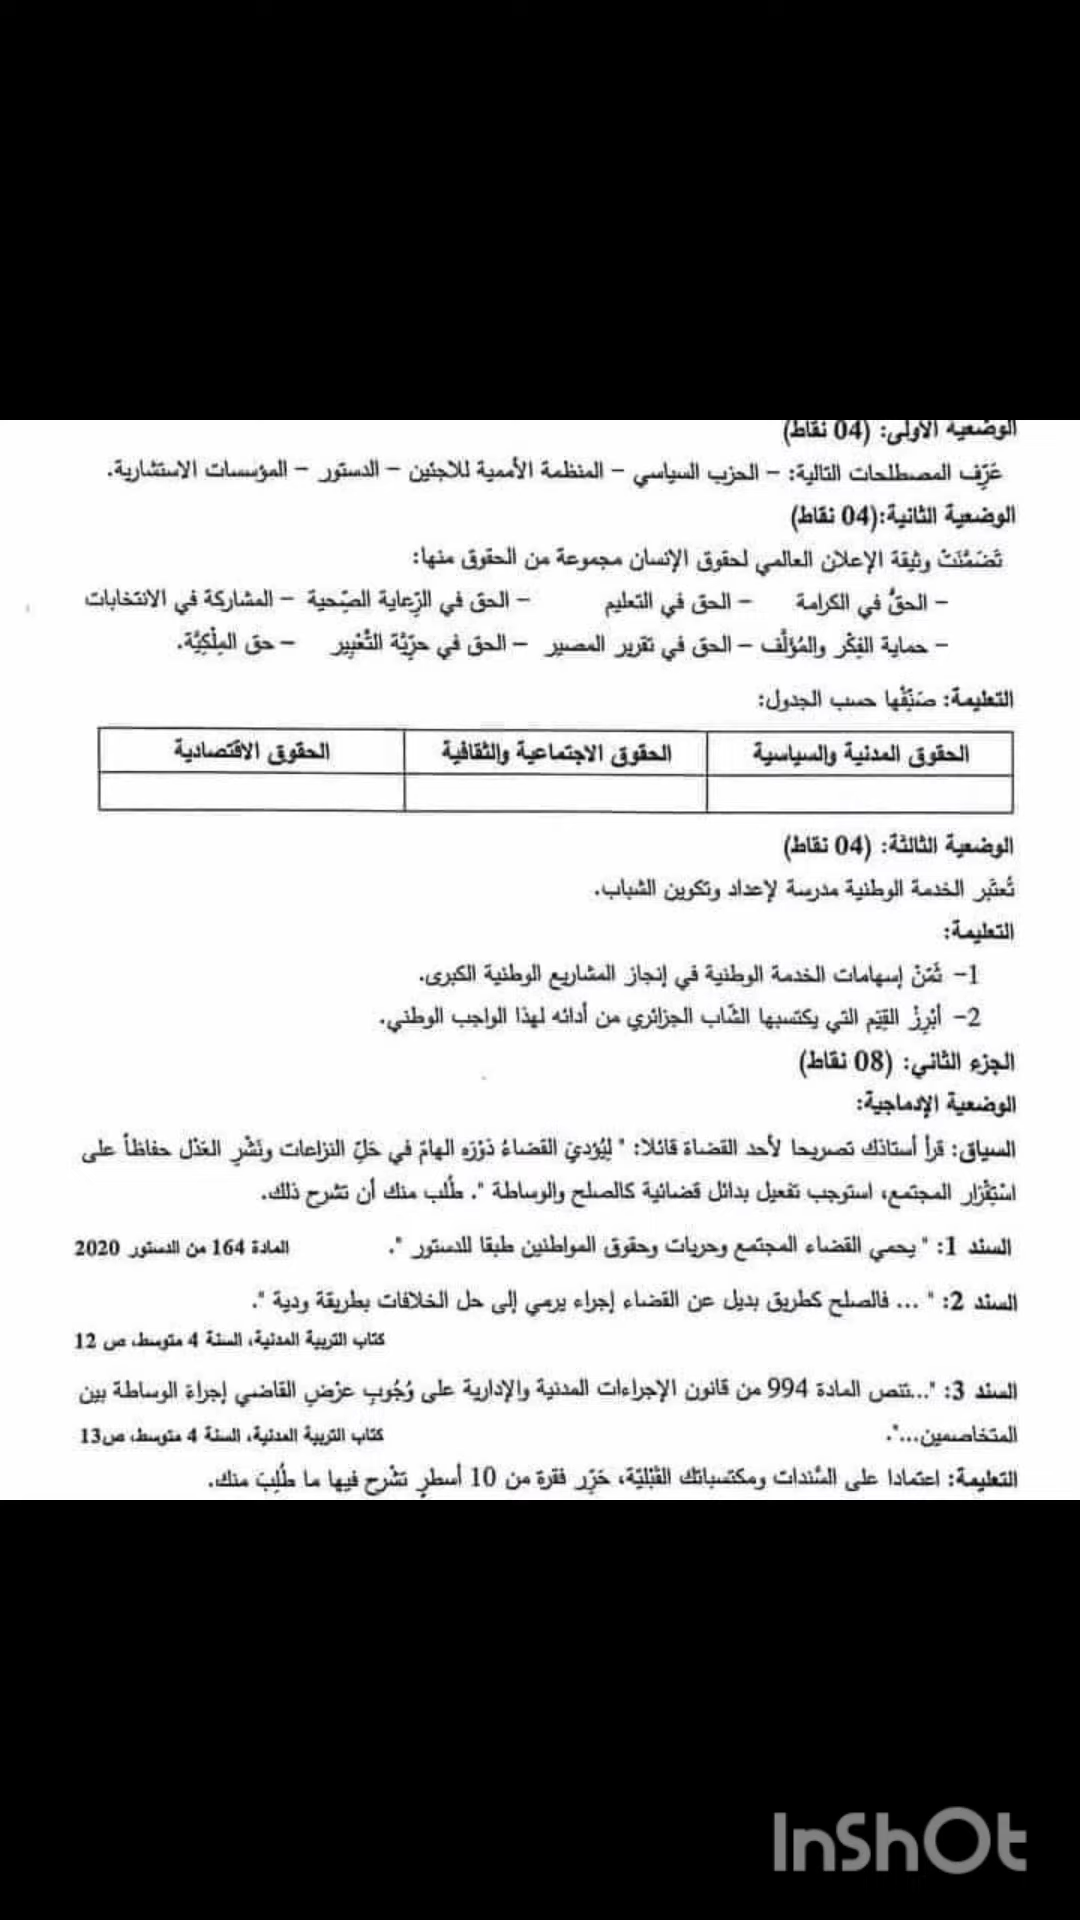 الوضعية الأولى: (04 نقاط)
عَرِّف المصطلحات التالية: – الحزب السياسي – المنظمة الأممية للاجئين – الدستور – المؤسسات الاستشارية.
الوضعية الثانية:(04 نقاط)
تَضَمَّنَتْ وثيقة الإعلان العالمي لحقوق الإنسان مجموعة من الحقوق منها:
– الحقُّ في الكرامة – الحق في التعليم – الحق في الرِّعاية الصِّحية – المشاركة في الانتخابات
– حماية الفِكْر والمُؤَلَّف – الحق في تقرير المصير – الحق في حرِّيَّة التَّعْبِير – حق المِلْكِيَّة.
التعليمة: صَنِّفْها حسب الجدول:
الحقوق المدنية والسياسية الحقوق الاجتماعية والثقافية الحقوق الاقتصادية
الوضعية الثالثة: (04 نقاط)
تُعتَبر الخدمة الوطنية مدرسة لإعداد وتكوين الشباب.
التعليمة:
1– ثَمِّنْ إسهامات الخدمة الوطنية في إنجاز المشاريع الوطنية الكبرى.
2– أَبْرِزْ القِيَم التي يكتسبها الشّاب الجزائري من أدائه لهذا الواجب الوطني.
الجزء الثاني: (08 نقاط)
الوضعية الإدماجية:
السياق: قرأ أستاذك تصريحا لأحد القضاة قائلا: " لِيُؤديَ القضاءُ دَوْرَه الهامّ في حَلِّ النزاعات ونَشْرِ العَدْل حفاظاً على
اسْتِقْرَار المجتمع، استوجب تفعيل بدائل قضائية كالصلح والوساطة ". طُلب منك أن تشرح ذلك.
السند 1: " يحمي القضاء المجتمع وحريات وحقوق المواطنين طبقا للدستور ". المادة 164 من الدستور 2020
السند 2: " ... فالصلح كطريق بديل عن القضاء إجراء يرمي إلى حل الخلافات بطريقة ودية ".
كتاب التربية المدنية، السنة 4 متوسط، ص 12
السند 3: "...تنص المادة 994 من قانون الإجراءات المدنية والإدارية على وُجُوبِ عرْضِ القاضي إجراءَ الوساطة بين
المتخاصمين...". كتاب التربية المدنية، السنة 4 متوسط، ص13
التعليمة: اعتمادا على السَّندات ومكتسباتك القَبْليّة، حَرِّر فقرة من 10 أسطرٍ تشْرح فيها ما طُلِبَ منك.
InShOt